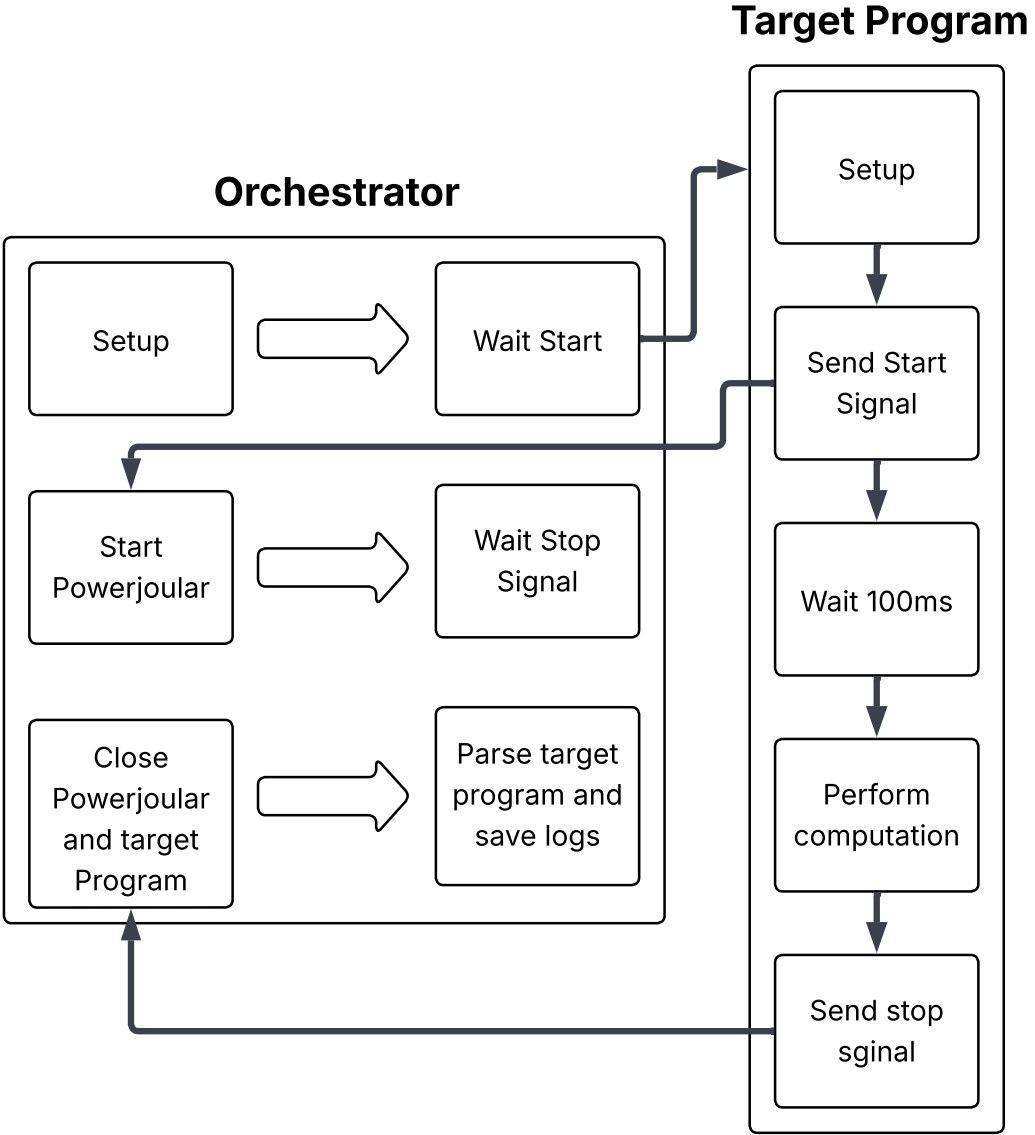 Target Program
Setup
Orchestrator
Setup
Wait Start
Send Start
Signal
Start
Powerjoular
Wait Stop
Signal
Wait 100ms
Close
Powerjoular
and target
Program
Parse target
program and
save logs
Perform
computation
Send stop
sginal